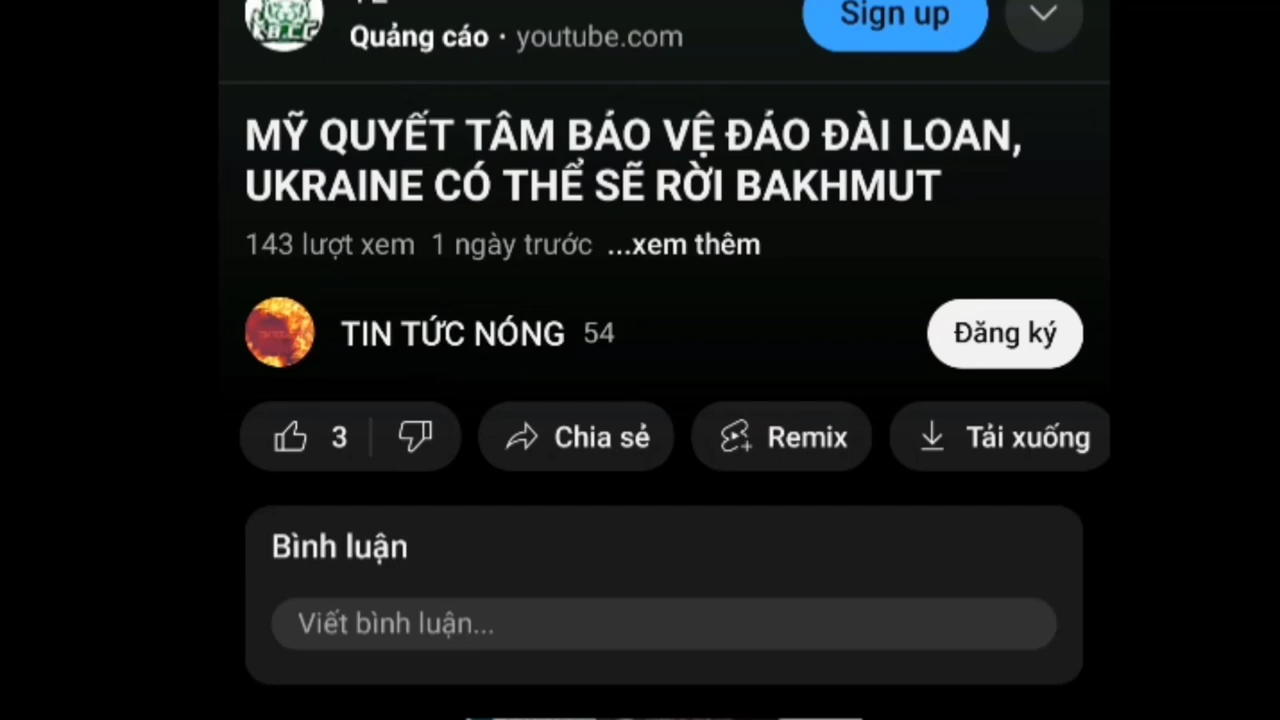 Sign up
Quảng cáo · youtube.com
MỸ QUYẾT TÂM BẢO VỆ ĐẢO ĐÀI LOAN,
UKRAINE CÓ THỂ SẼ RỜI BAKHMUT
143 lượt xem 1 ngày trước ...xem thêm
TIN TỨC NÓNG 54
Đăng ký
3 Chia sẻ Remix Tải xuống
Bình luận
Viết bình luận...